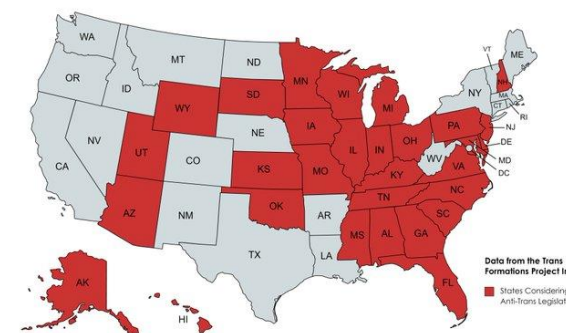 WA
MT
ND
MN
VT
ME
OR
ID
SD
WI
MI
NY
NH
MA
CT
RI
WY
IA
PA
NJ
NV
NE
OH
DE
UT
CO
IL
IN
WV
MD
CA
KS
MO
KY
VA
DC
AZ
NM
OK
AR
TN
NC
SC
TX
LA
MS
AL
GA
FL
AK
HI
Data from the Trans
Formations Project In
States Considering
Anti-Trans Legislat